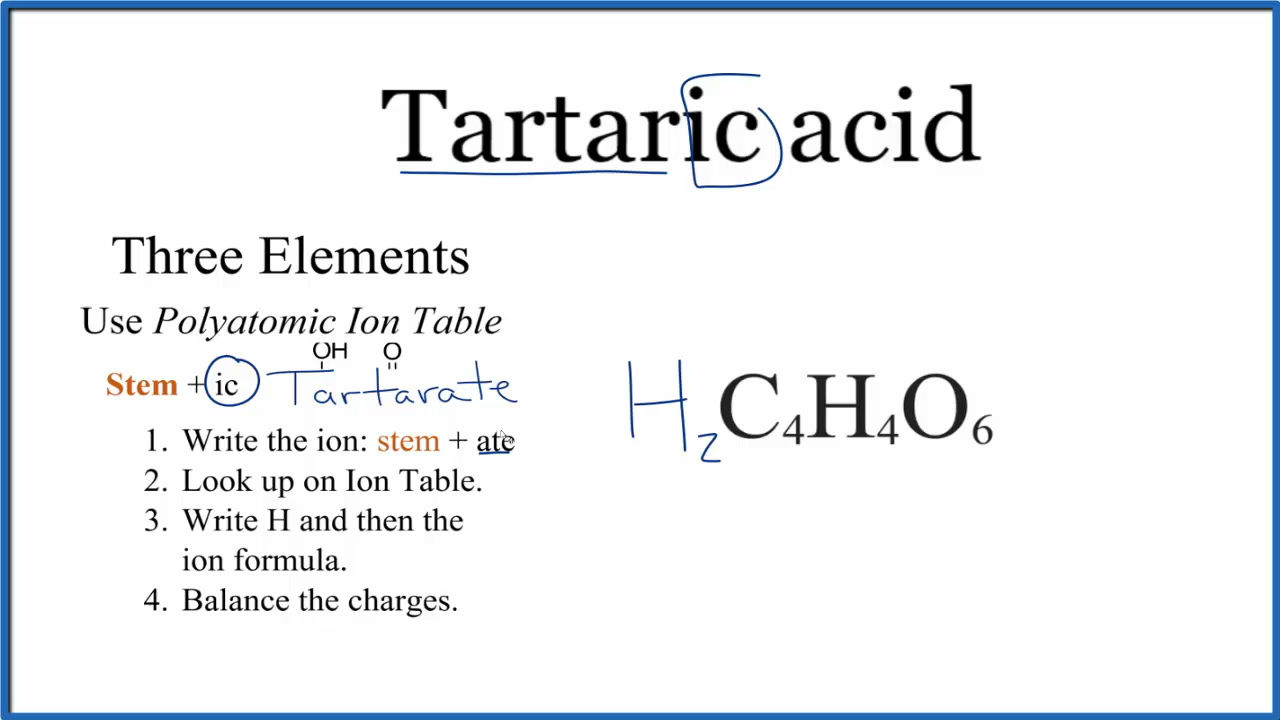 Tartaric acid
Three Elements
Use Polyatomic Ion Table
OH O
Stem + ic Tartarate
1. Write the ion: stem + ate
2. Look up on Ion Table.
3. Write H and then the
ion formula.
4. Balance the charges.
H₂C₄H₄O₆